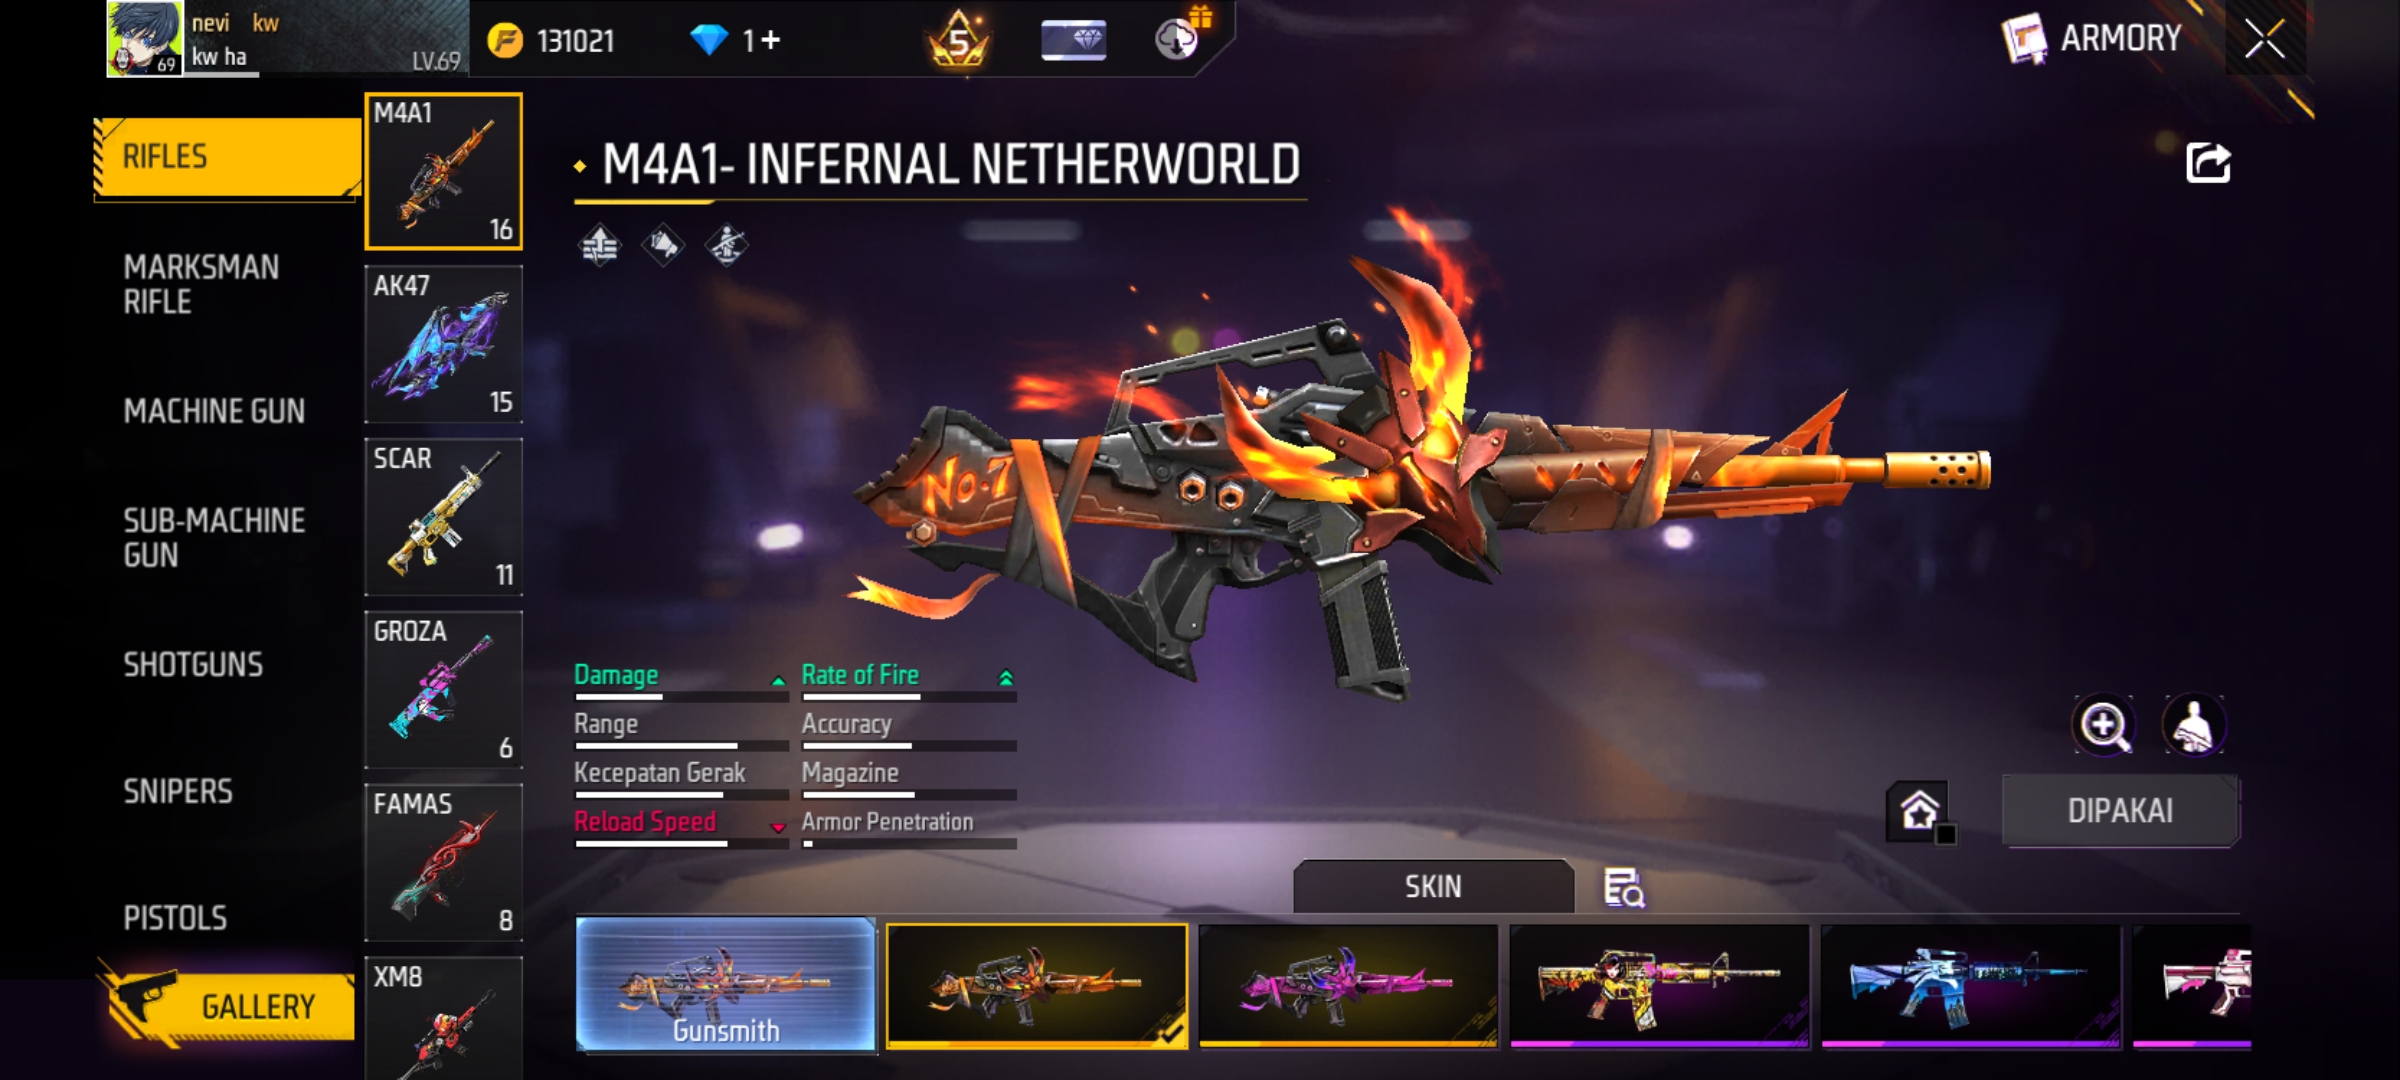 nevi kw
kw ha
69
LV.69
131021
1+
5
ARMORY
RIFLES
MARKSMAN
RIFLE
MACHINE GUN
SUB-MACHINE
GUN
SHOTGUNS
SNIPERS
PISTOLS
GALLERY
M4A1
16
AK47
15
SCAR
11
GROZA
6
FAMAS
8
XM8
M4A1- INFERNAL NETHERWORLD
No.7
Damage
Rate of Fire
Range
Accuracy
Kecepatan Gerak
Magazine
Reload Speed
Armor Penetration
DIPAKAI
SKIN
Gunsmith